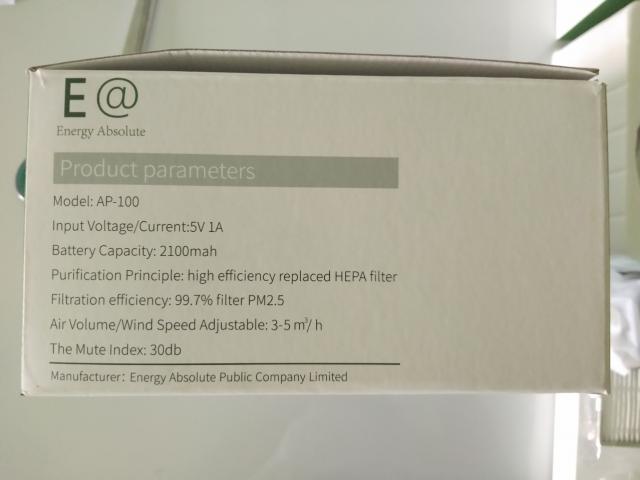 E@
Energy Absolute
Product parameters
Model: AP-100
Input Voltage/Current:5V 1A
Battery Capacity: 2100mah
Purification Principle: high efficiency replaced HEPA filter
Filtration efficiency: 99.7% filter PM2.5
Air Volume/Wind Speed Adjustable: 3-5 m³/ h
The Mute Index: 30db
Manufacturer: Energy Absolute Public Company Limited